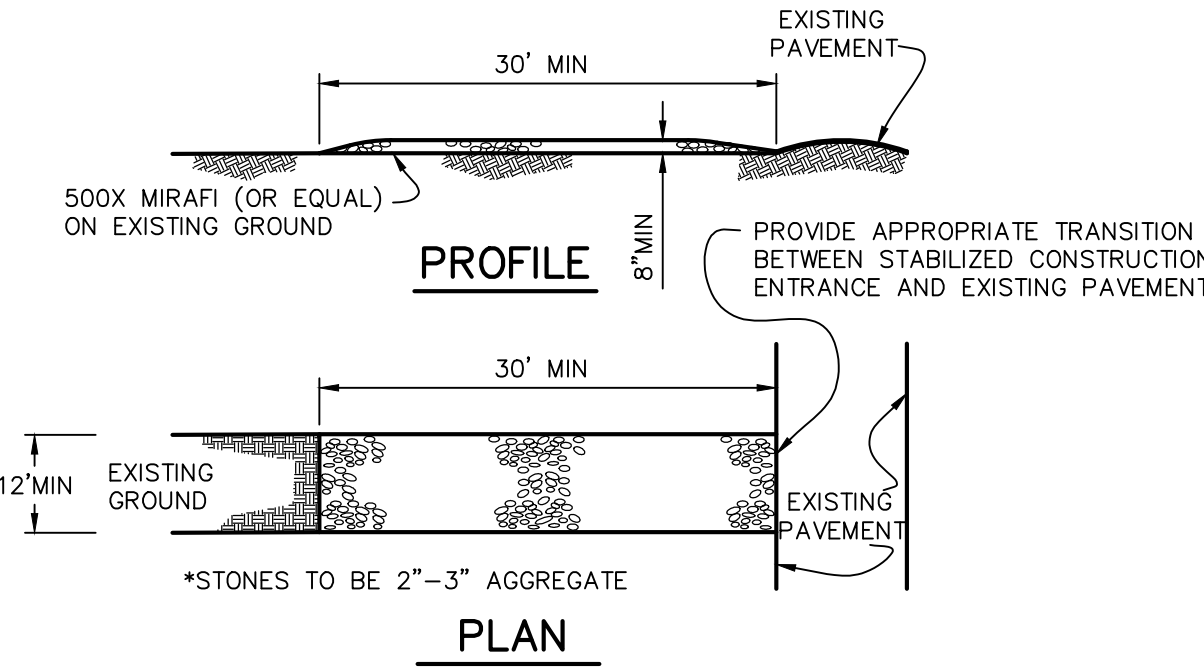 EXISTING
PAVEMENT
30' MIN
500X MIRAFI (OR EQUAL)
ON EXISTING GROUND
8"MIN
PROFILE
PROVIDE APPROPRIATE TRANSITION
BETWEEN STABILIZED CONSTRUCTION
ENTRANCE AND EXISTING PAVEMENT
30' MIN
12'MIN
EXISTING
GROUND
EXISTING
PAVEMENT
*STONES TO BE 2"-3" AGGREGATE
PLAN